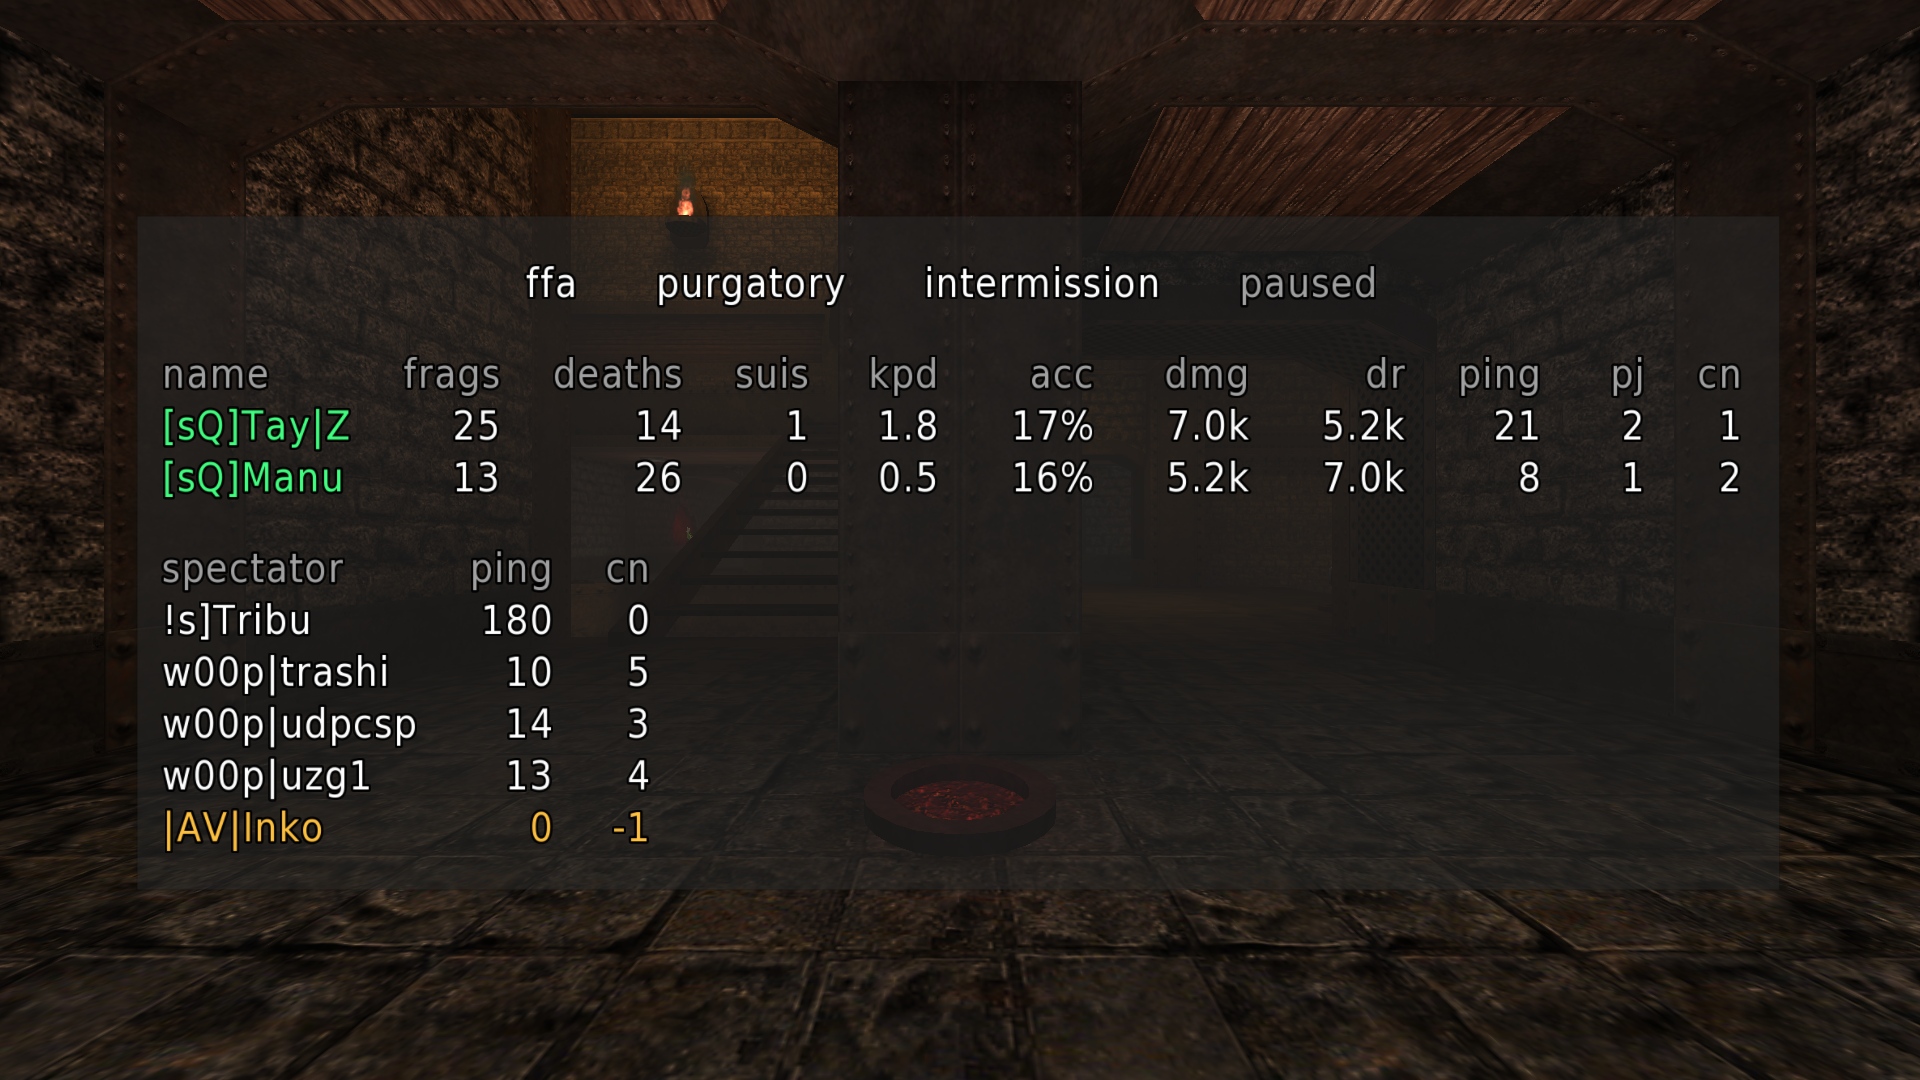 ffa purgatory intermission paused
name frags deaths suis kpd acc dmg dr ping pj cn
[sQ]Tay|Z 25 14 1 1.8 17% 7.0k 5.2k 21 2 1
[sQ]Manu 13 26 0 0.5 16% 5.2k 7.0k 8 1 2
spectator ping cn
!s]Tribu 180 0
w00p|trashi 10 5
w00p|udpcsp 14 3
w00p|uzg1 13 4
|AV|Inko 0 -1